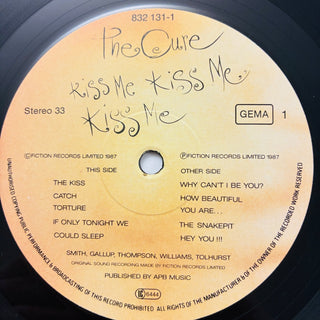 832 131-1
The Cure
Kiss Me Kiss Me
Kiss Me
Stereo 33
GEMA
1
©FICTION RECORDS LIMITED 1987
THIS SIDE
THE KISS
CATCH
TORTURE
IF ONLY TONIGHT WE
COULD SLEEP
℗FICTION RECORDS LIMITED 1987
OTHER SIDE
WHY CAN'T I BE YOU?
HOW BEAUTIFUL
YOU ARE...
THE SNAKEPIT
HEY YOU !!!
SMITH, GALLUP, THOMPSON, WILLIAMS, TOLHURST
ORIGINAL SOUND RECORDING MADE BY FICTION RECORDS LIMITED
PUBLISHED BY APB MUSIC
6444
UNAUTHORIZED COPYING PUBLIC PERFORMANCE & BROADCASTING OF THIS RECORD PROHIBITED ALL RIGHTS OF THE MANUFACTURER & OF THE OWNER OF THE RECORDED WORK RESERVED